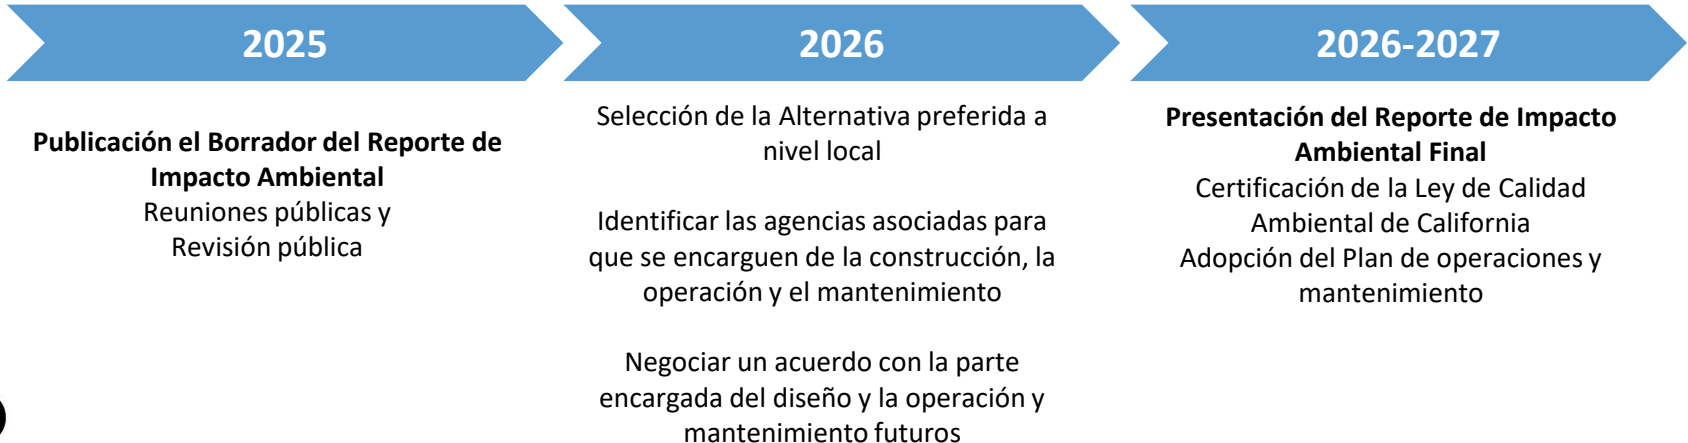 2025
Publicación el Borrador del Reporte de
Impacto Ambiental
Reuniones públicas y
Revisión pública
2026
Selección de la Alternativa preferida a
nivel local
Identificar las agencias asociadas para
que se encarguen de la construcción, la
operación y el mantenimiento
Negociar un acuerdo con la parte
encargada del diseño y la operación y
mantenimiento futuros
2026-2027
Presentación del Reporte de Impacto
Ambiental Final
Certificación de la Ley de Calidad
Ambiental de California
Adopción del Plan de operaciones y
mantenimiento